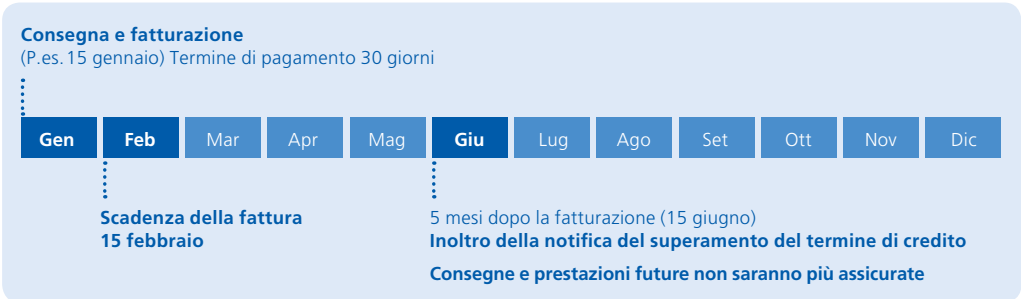 Consegna e fatturazione
(P.es. 15 gennaio) Termine di pagamento 30 giorni
Gen Feb Mar Apr Mag Giu Lug Ago Set Ott Nov Dic
Scadenza della fattura
15 febbraio
5 mesi dopo la fatturazione (15 giugno)
Inoltro della notifica del superamento del termine di credito
Consegne e prestazioni future non saranno più assicurate